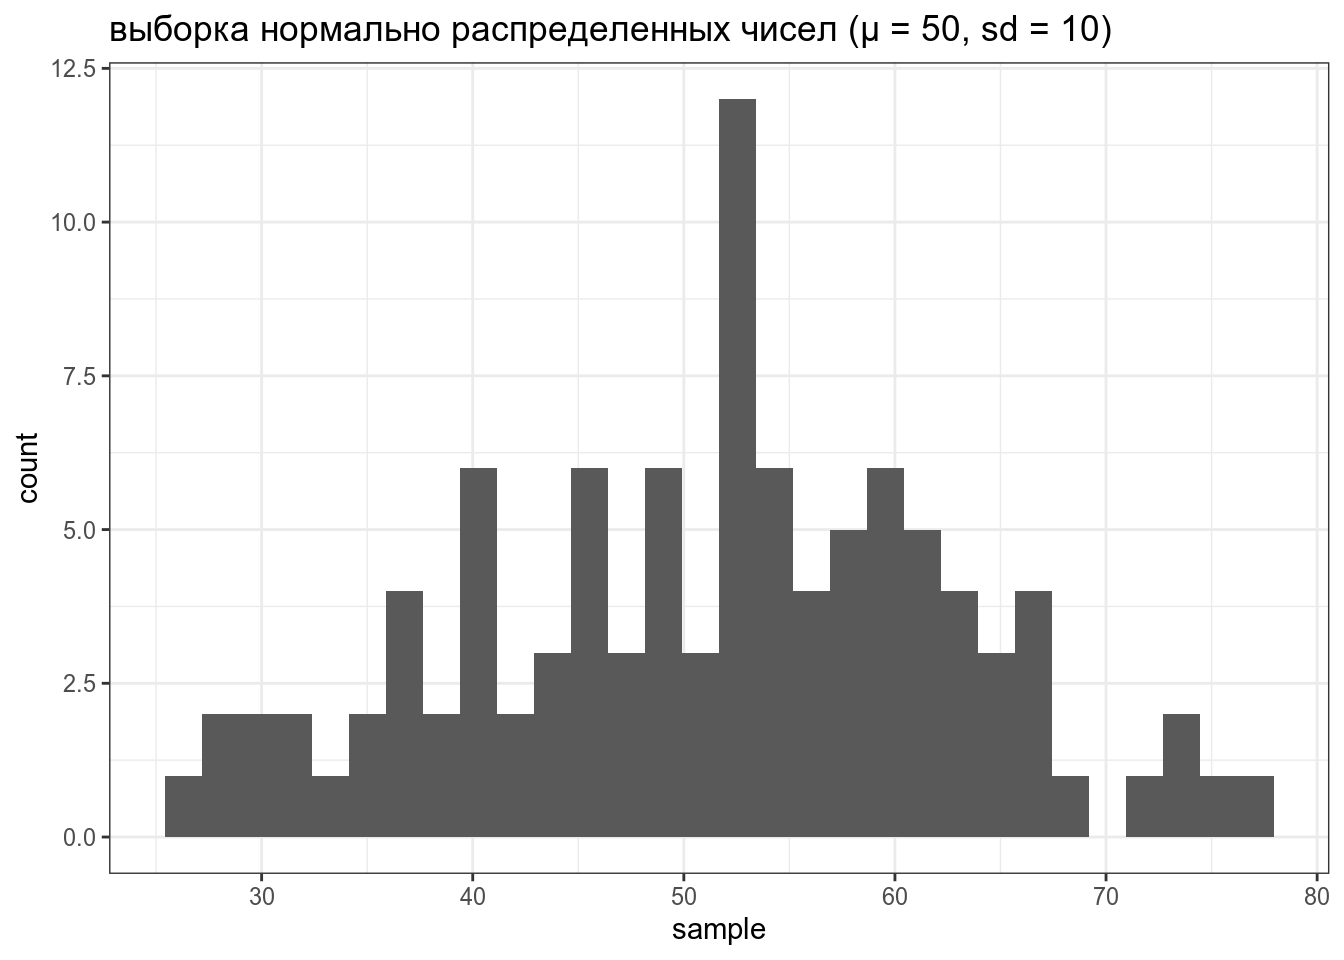 выборка нормально распределенных чисел (μ = 50, sd = 10)
12.5
10.0
7.5
5.0
2.5
0.0
count
30 40 50 60 70 80
sample